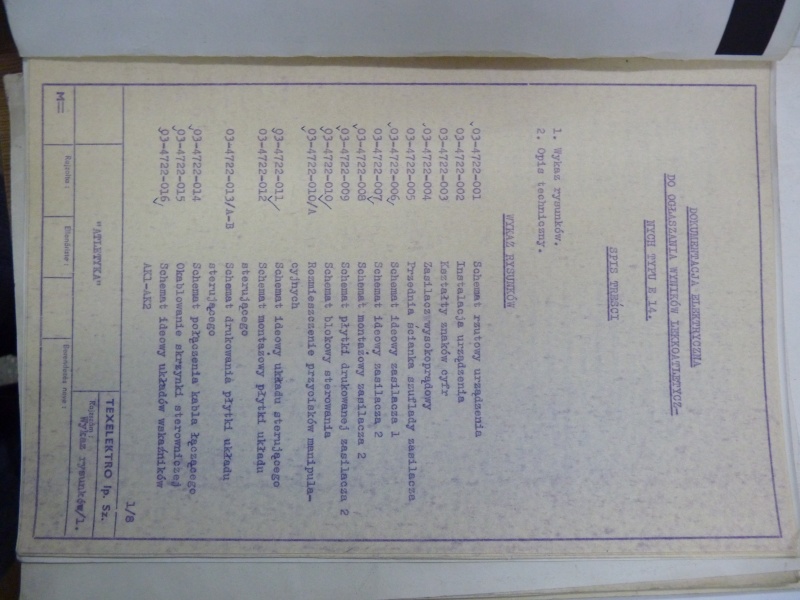 DOKUMENTACJA ELEKTRYCZNA
DO OGŁASZANIA WYNIKÓW LEKKOATLETYCZ-
NYCH TYPU E 14.
SPIS TREŚCI
1. Wykaz rysunków.
2. Opis techniczny.
WYKAZ RYSUNKÓW
03-4722-001 Schemat rzutowy urządzenia
03-4722-002 Instalacja urządzenia
03-4722-003 Kształty znaków cyfr
03-4722-004 Zasilacz wysokoprądowy
03-4722-005 Przednia ścianka szuflady zasilacza
03-4722-006 Schemat ideowy zasilacza 1
03-4722-007 Schemat ideowy zasilacza 2
03-4722-008 Schemat montażowy zasilacza 2
03-4722-009 Schemat płytki drukowanej zasilacza 2
03-4722-010 Schemat blokowy sterowania
03-4722-010/A Rozmieszczenie przycisków manipula-
cyjnych
03-4722-011 Schemat ideowy układu sterującego
03-4722-012 Schemat montażowy płytki układu
sterującego
03-4722-013/A-B Schemat drukowania płytki układu
sterującego
03-4722-014 Schemat połączenia kabla łączącego
03-4722-015 Okablowanie skrzynki sterowniczej
03-4722-016 Schemat ideowy układów wskaźników
AK1-AK2
1/8
"ATLETYKA"
TEXELEKTRO Ip. Sz.
Wykaz rysunków/1.
M=